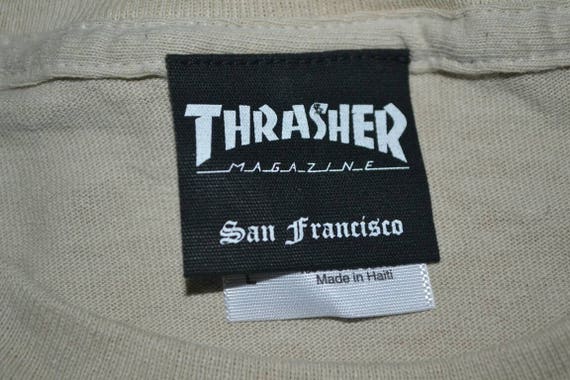 THRASHER
MAGAZINE
San Francisco
Made in Haiti